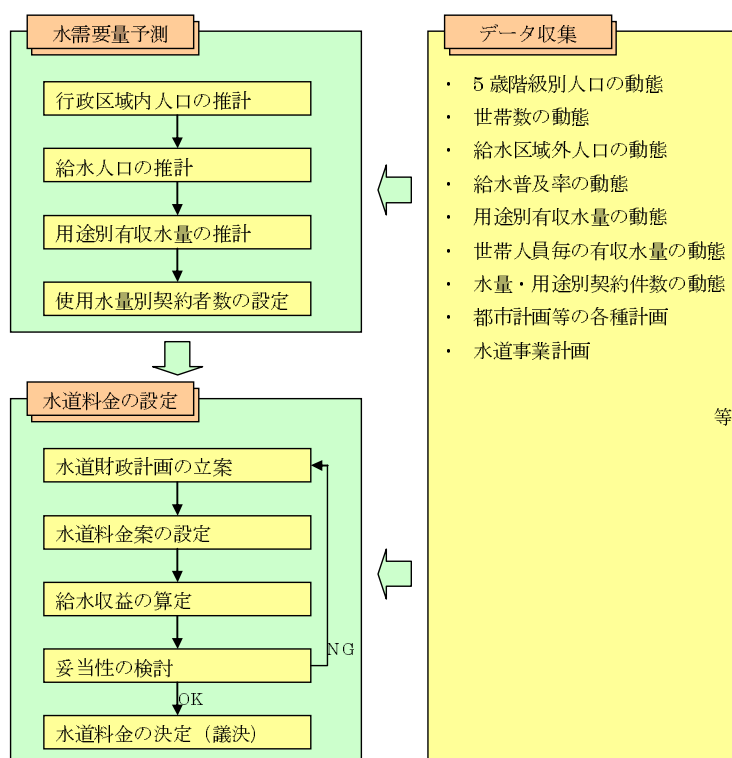 水需要量予測
行政区域内人口の推計
給水人口の推計
用途別有収水量の推計
使用水量別契約者数の設定
水道料金の設定
水道財政計画の立案
水道料金案の設定
給水収益の算定
妥当性の検討
NG
OK
水道料金の決定（議決）
データ収集
・ 5歳階級別人口の動態
・ 世帯数の動態
・ 給水区域外人口の動態
・ 給水普及率の動態
・ 用途別有収水量の動態
・ 世帯人員毎の有収水量の動態
・ 水量・用途別契約件数の動態
・ 都市計画等の各種計画
・ 水道事業計画
等